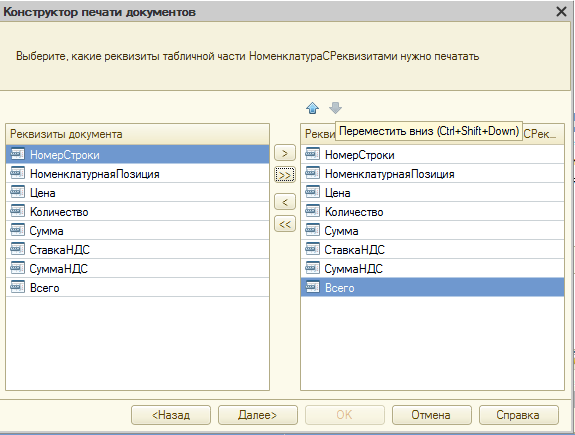 Конструктор печати документов
Выберите, какие реквизиты табличной части НоменклатураСРеквизитами нужно печатать
Переместить вниз (Ctrl+Shift+Down)
Реквизиты документа
Рекви
СРек...
НомерСтроки
НоменклатурнаяПозиция
Цена
Количество
Сумма
СтавкаНДС
СуммаНДС
Всего
>
>>
<
<<
НомерСтроки
НоменклатурнаяПозиция
Цена
Количество
Сумма
СтавкаНДС
СуммаНДС
Всего
<Назад
Далее>
OK
Отмена
Справка